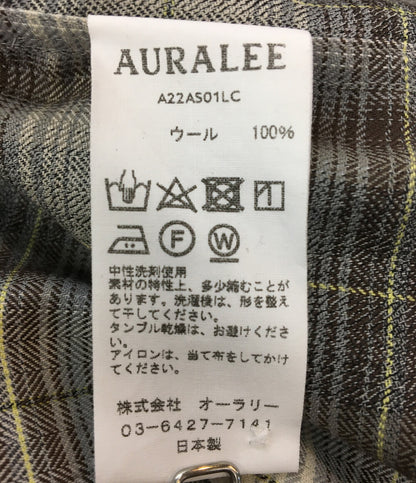 AURALEE
A22AS01LC
ウール 100%
F W
中性洗剤使用
素材の特性上、多少縮むことが
あります。洗濯後は、形を整え
て干してください。
タンブル乾燥は、お避けくださ
い。
アイロンは、当て布をしてかけ
てください。
株式会社 オーラリー
03-6427-7141
日本製